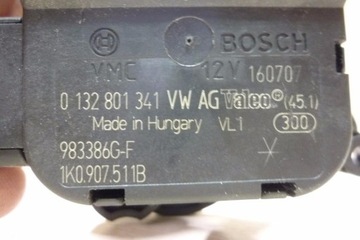 BOSCH
VMC 12V 160707
0 132 801 341 VW AG Valeo® (45.1)
Made in Hungary VL1 300
983386G-F
1K0.907.511B